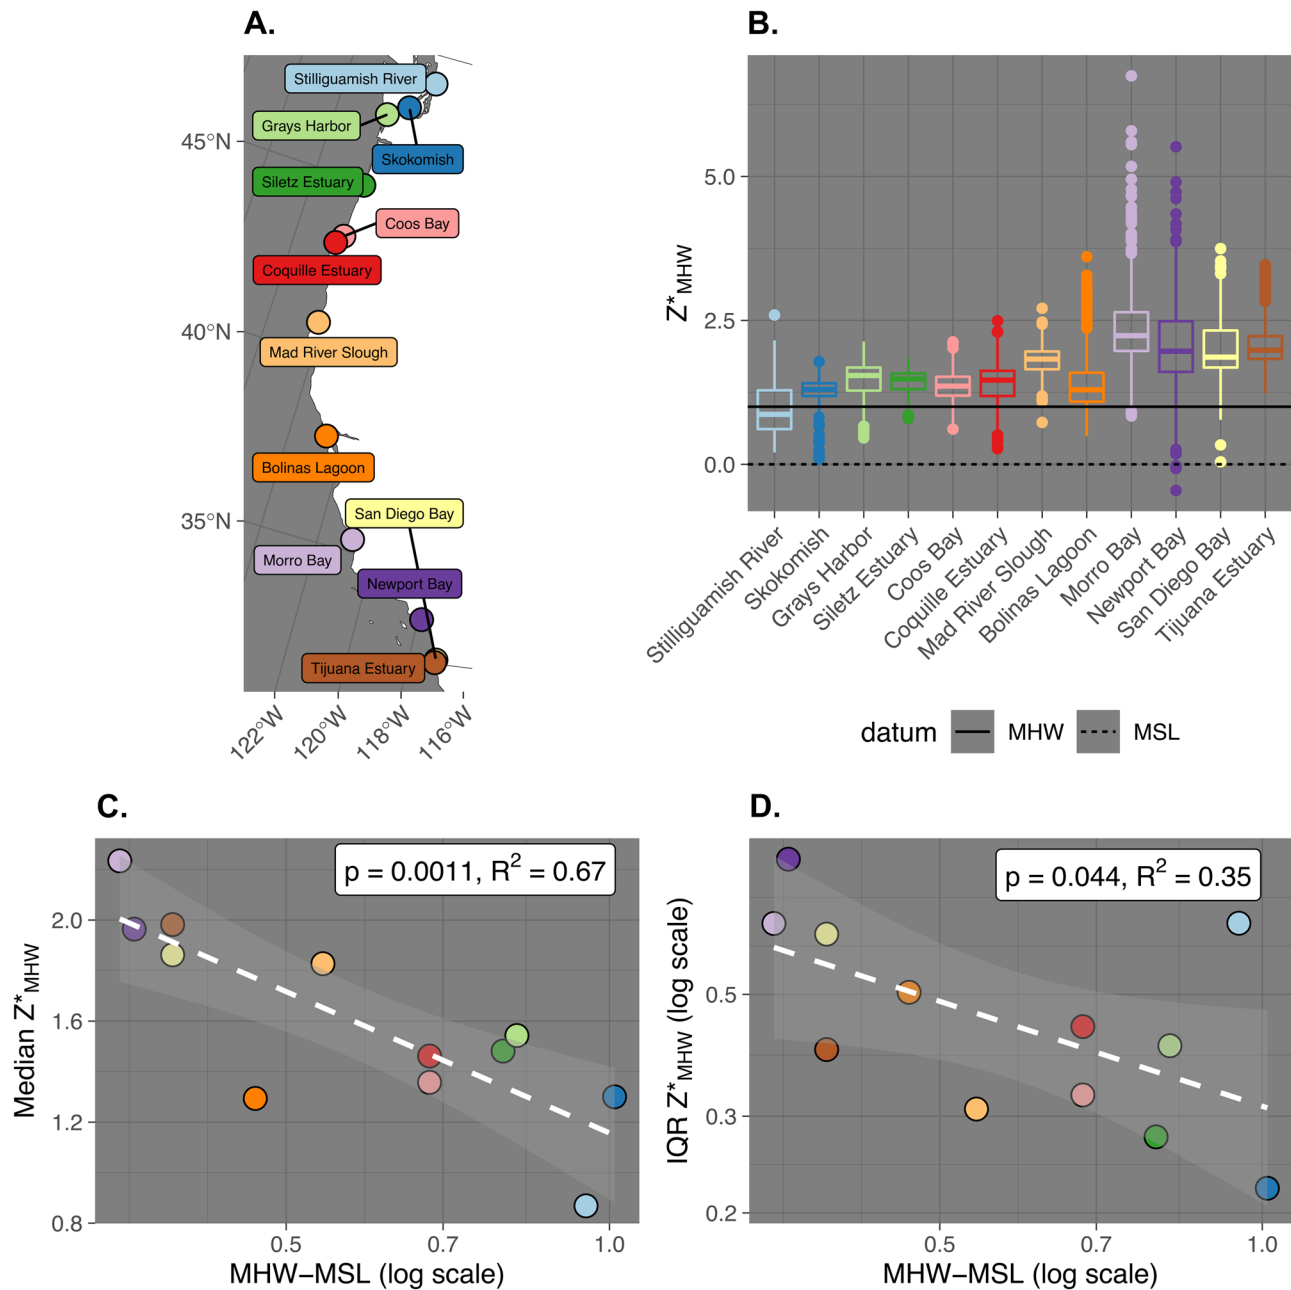 A.
Stilliguamish River
Grays Harbor
Skokomish
Siletz Estuary
Coos Bay
Coquille Estuary
Mad River Slough
Bolinas Lagoon
San Diego Bay
Morro Bay
Newport Bay
Tijuana Estuary
45°N
40°N
35°N
122°W
120°W
118°W
116°W
B.
Z*MHW
5.0
2.5
0.0
Stilliguamish River
Skokomish
Grays Harbor
Siletz Estuary
Coos Bay
Coquille Estuary
Mad River Slough
Bolinas Lagoon
Morro Bay
Newport Bay
San Diego Bay
Tijuana Estuary
datum MHW MSL
C.
p = 0.0011, R2 = 0.67
Median Z*MHW
2.0
1.6
1.2
0.8
0.5 0.7 1.0
MHW−MSL (log scale)
D.
p = 0.044, R2 = 0.35
IQR Z*MHW (log scale)
0.5
0.3
0.2
0.5 0.7 1.0
MHW−MSL (log scale)